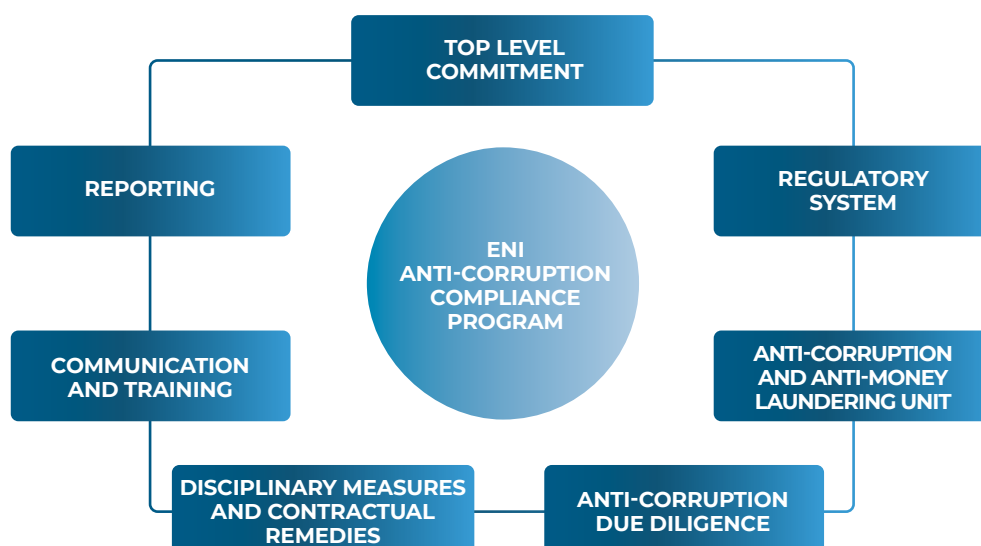 TOP LEVEL
COMMITMENT
REPORTING
REGULATORY
SYSTEM
ENI
ANTI-CORRUPTION
COMPLIANCE
PROGRAM
COMMUNICATION
AND TRAINING
ANTI-CORRUPTION
AND ANTI-MONEY
LAUNDERING UNIT
DISCIPLINARY MEASURES
AND CONTRACTUAL
REMEDIES
ANTI-CORRUPTION
DUE DILIGENCE